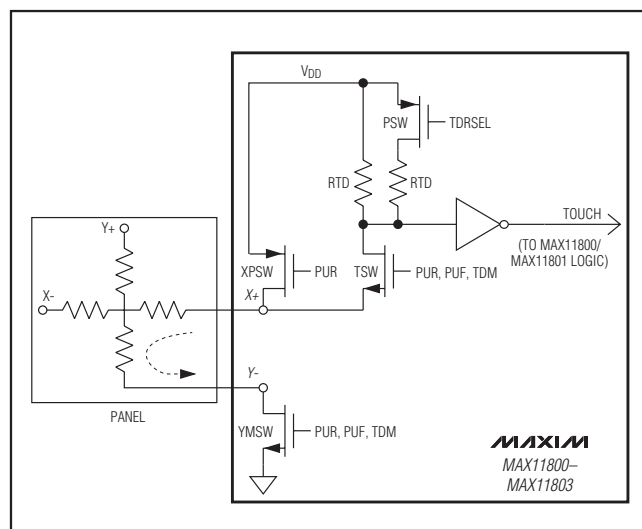 VDD
PSW
TDRSEL
RTD
RTD
TOUCH
(TO MAX11800/
MAX11801 LOGIC)
Y+
XPSW
PUR
TSW
PUR, PUF, TDM
X-
X+
Y-
PANEL
YMSW
PUR, PUF, TDM
MAXIM
MAX11800–
MAX11803